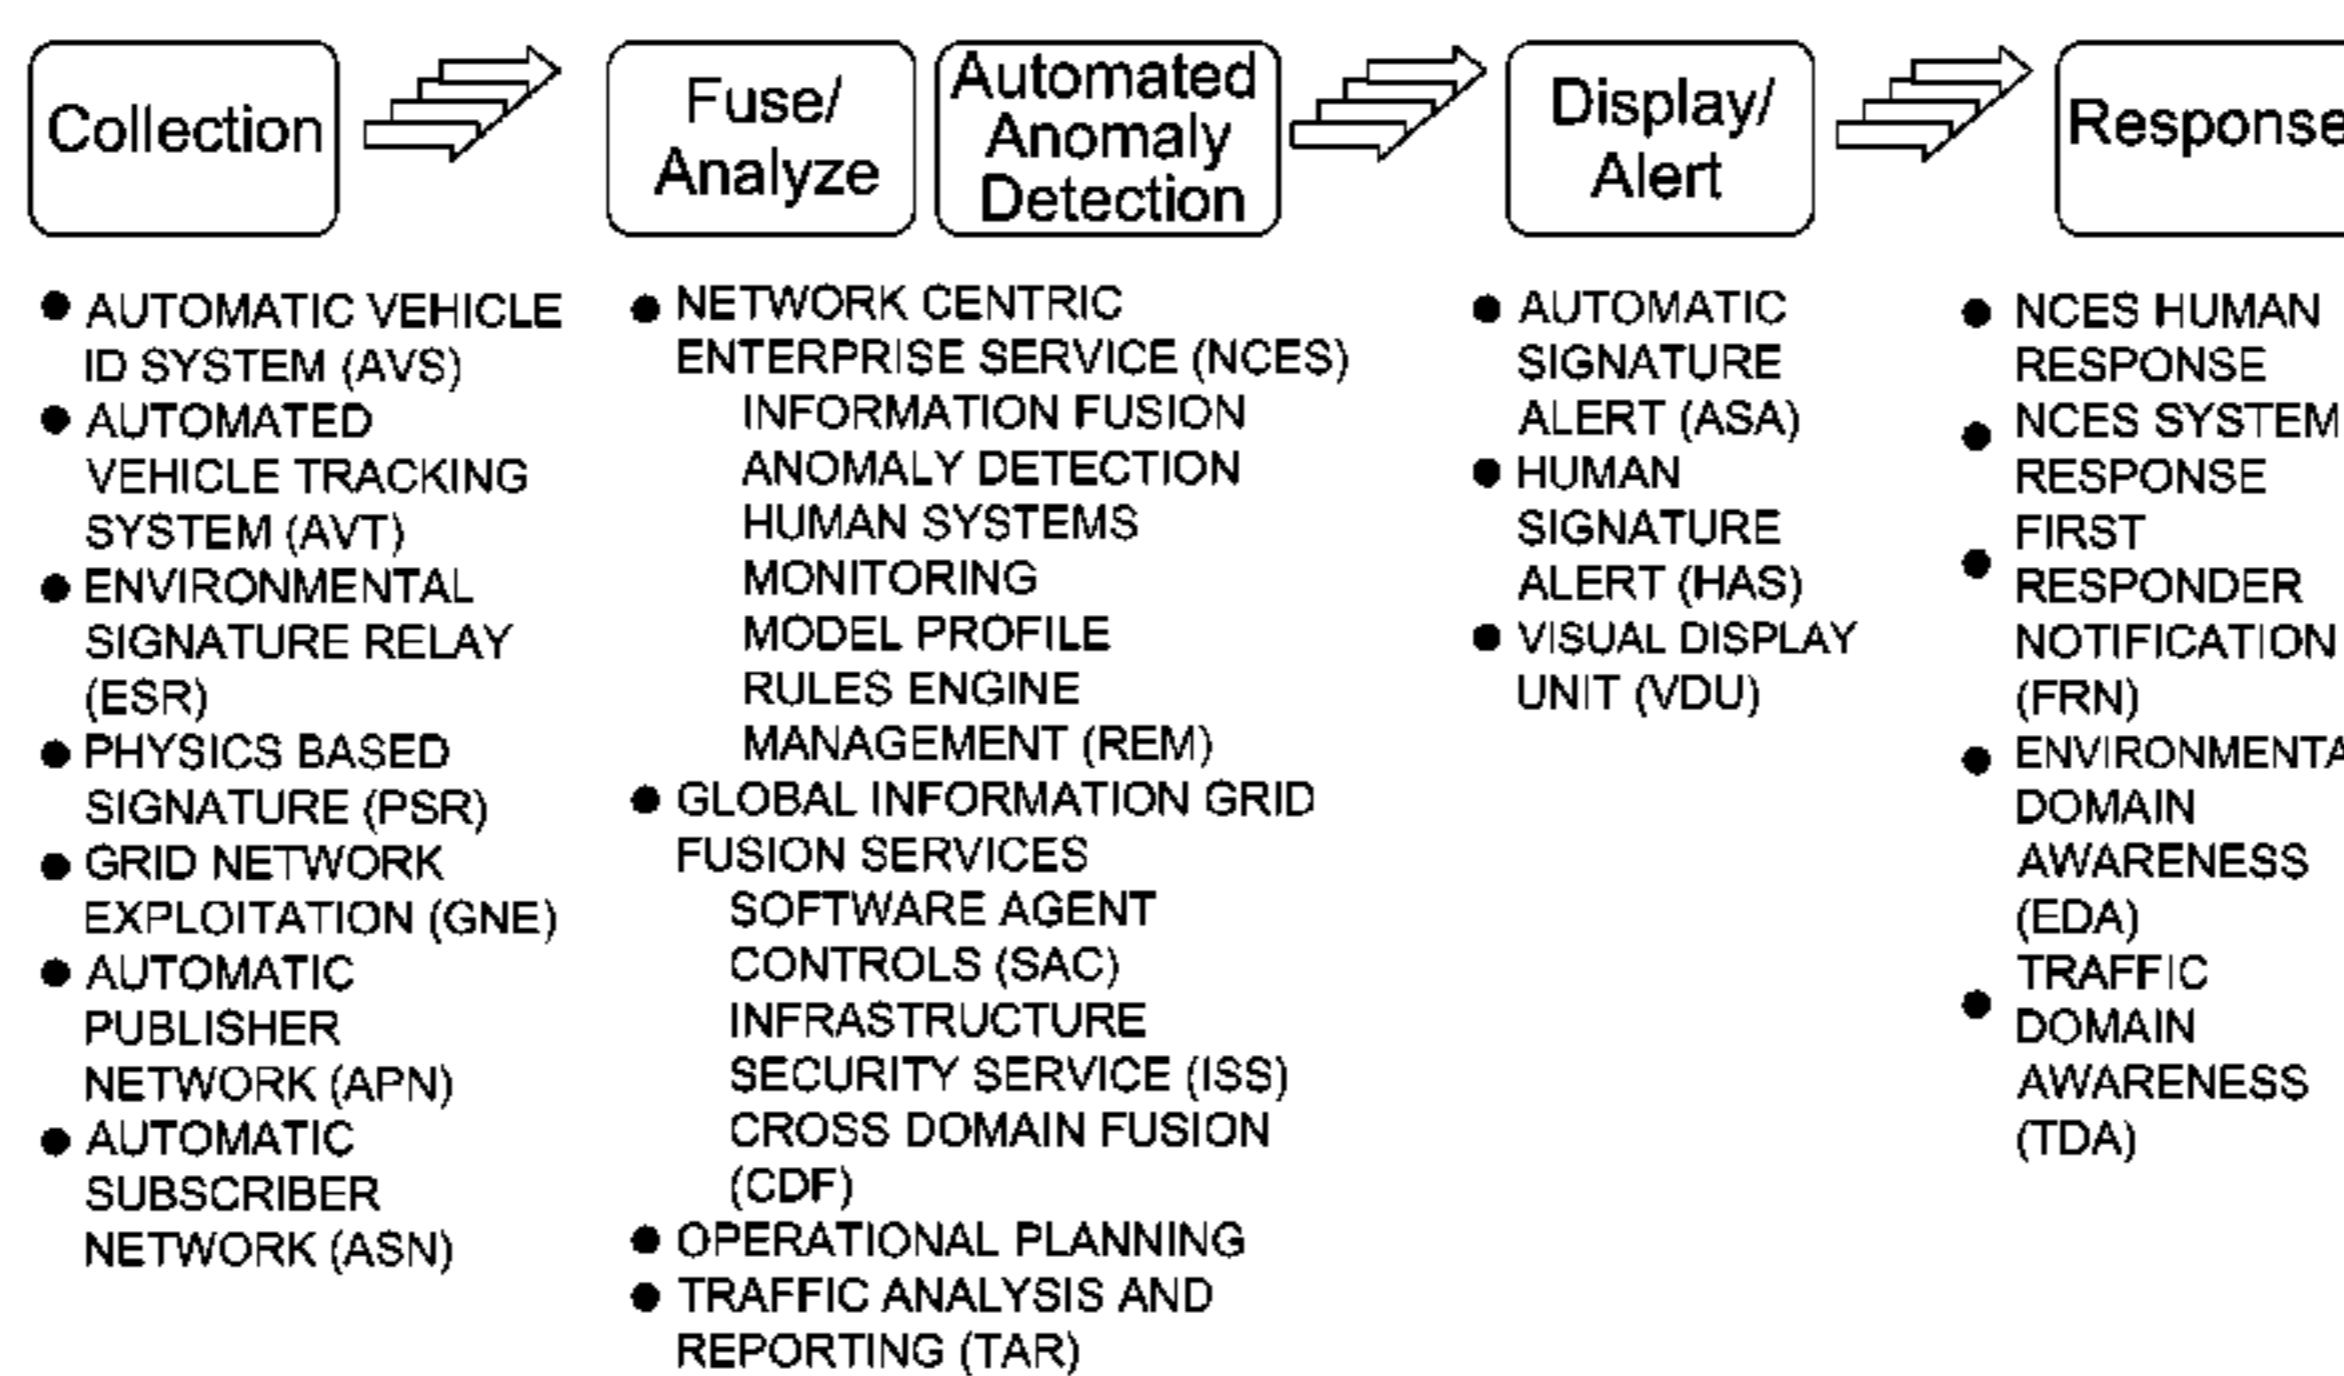 Collection
Fuse/
Analyze
Automated
Anomaly
Detection
Display/
Alert
Response
AUTOMATIC VEHICLE
ID SYSTEM (AVS)
AUTOMATED
VEHICLE TRACKING
SYSTEM (AVT)
ENVIRONMENTAL
SIGNATURE RELAY
(ESR)
PHYSICS BASED
SIGNATURE (PSR)
GRID NETWORK
EXPLOITATION (GNE)
AUTOMATIC
PUBLISHER
NETWORK (APN)
AUTOMATIC
SUBSCRIBER
NETWORK (ASN)
NETWORK CENTRIC
ENTERPRISE SERVICE (NCES)
INFORMATION FUSION
ANOMALY DETECTION
HUMAN SYSTEMS
MONITORING
MODEL PROFILE
RULES ENGINE
MANAGEMENT (REM)
GLOBAL INFORMATION GRID
FUSION SERVICES
SOFTWARE AGENT
CONTROLS (SAC)
INFRASTRUCTURE
SECURITY SERVICE (ISS)
CROSS DOMAIN FUSION
(CDF)
OPERATIONAL PLANNING
TRAFFIC ANALYSIS AND
REPORTING (TAR)
AUTOMATIC
SIGNATURE
ALERT (ASA)
HUMAN
SIGNATURE
ALERT (HAS)
VISUAL DISPLAY
UNIT (VDU)
NCES HUMAN
RESPONSE
NCES SYSTEM
RESPONSE
FIRST
RESPONDER
NOTIFICATION
(FRN)
ENVIRONMENTA
DOMAIN
AWARENESS
(EDA)
TRAFFIC
DOMAIN
AWARENESS
(TDA)